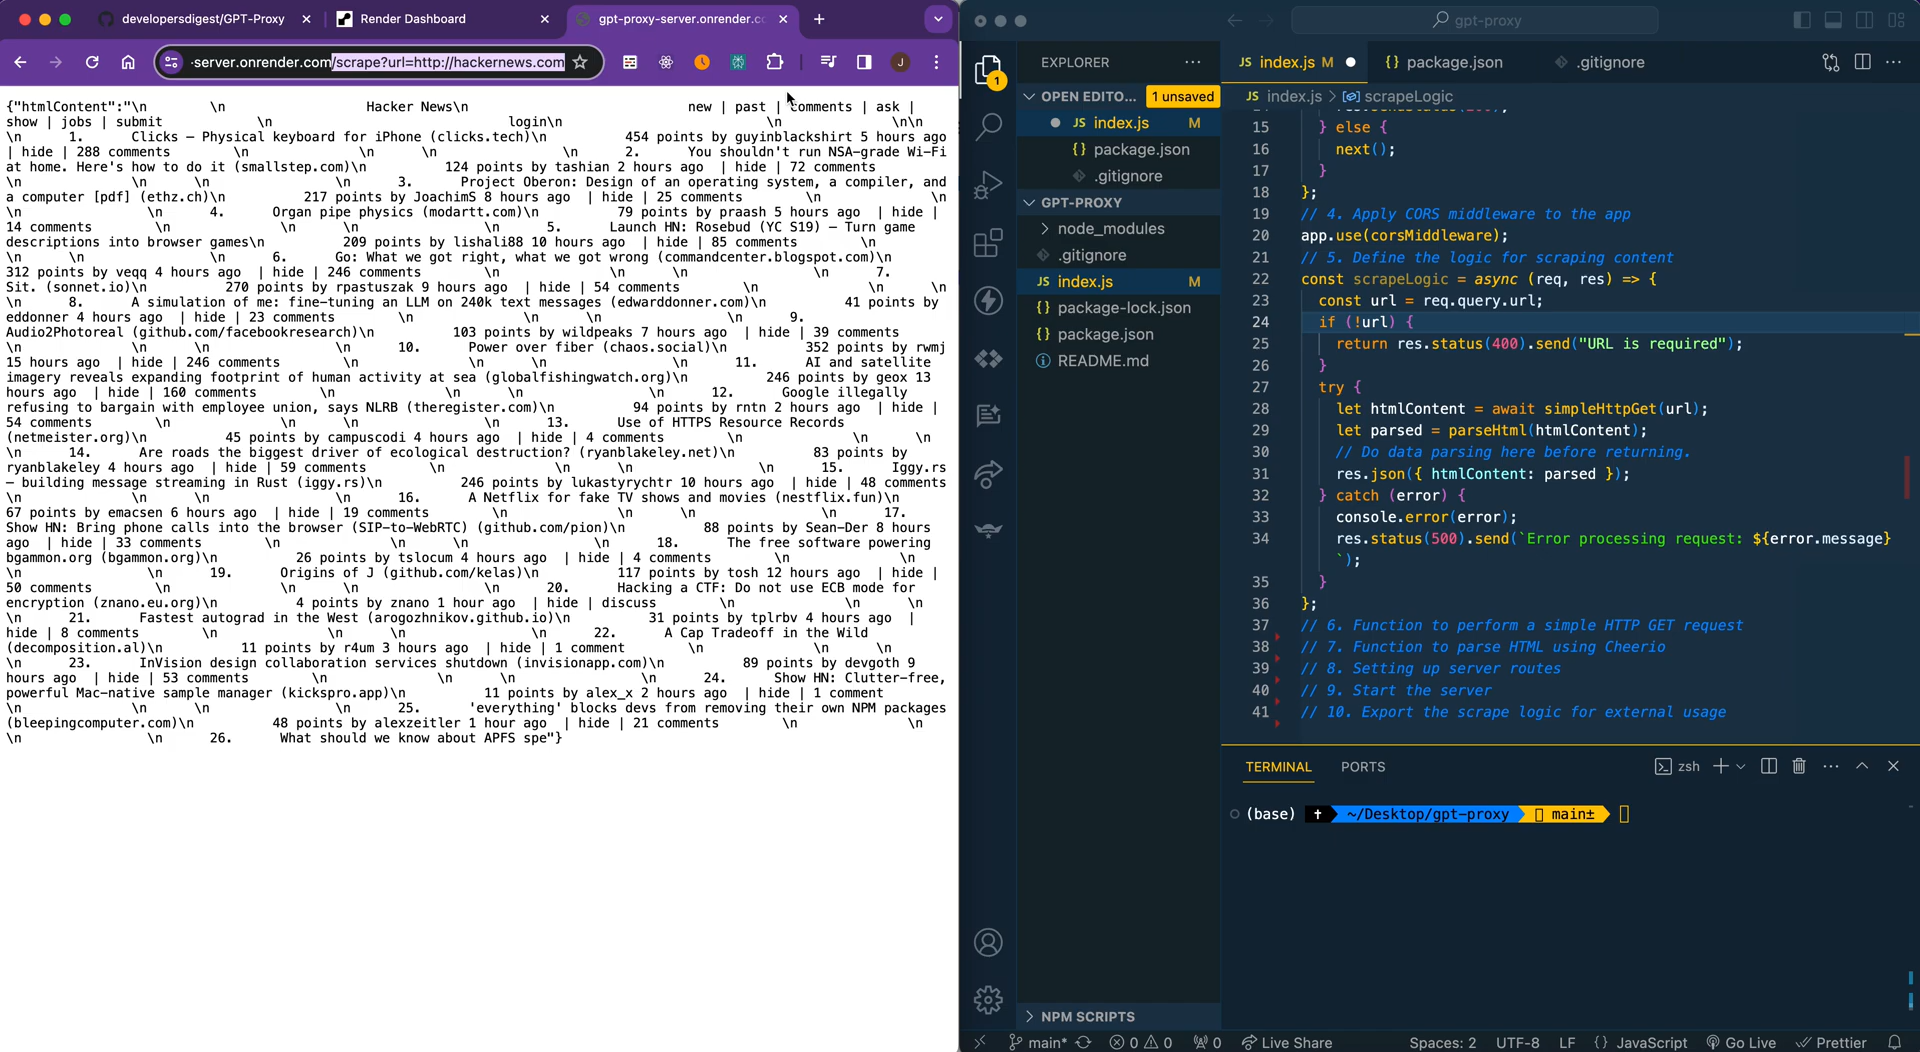 developersdigest/GPT-Proxy
Render Dashboard
gpt-proxy-server.onrender.co
-server.onrender.com/scrape?url=http://hackernews.com
J
{"htmlContent":"\n \n Hacker News\n new | past | comments | ask |
show | jobs | submit \n login\n \n \n\n
\n 1. Clicks – Physical keyboard for iPhone (clicks.tech)\n 454 points by guyinblackshirt 5 hours ago
| hide | 288 comments \n \n \n \n 2. You shouldn't run NSA-grade Wi-Fi
at home. Here's how to do it (smallstep.com)\n 124 points by tashian 2 hours ago | hide | 72 comments
\n \n \n \n 3. Project Oberon: Design of an operating system, a compiler, and
a computer [pdf] (ethz.ch)\n 217 points by JoachimS 8 hours ago | hide | 25 comments \n \n
\n \n 4. Organ pipe physics (modartt.com)\n 79 points by praash 5 hours ago | hide |
14 comments \n \n \n \n 5. Launch HN: Rosebud (YC S19) – Turn game
descriptions into browser games\n 209 points by lishali88 10 hours ago | hide | 85 comments \n
\n \n \n 6. Go: What we got right, what we got wrong (commandcenter.blogspot.com)\n
312 points by veqq 4 hours ago | hide | 246 comments \n \n \n \n 7.
Sit. (sonnet.io)\n 270 points by rpastuszak 9 hours ago | hide | 54 comments \n \n \n
\n 8. A simulation of me: fine-tuning an LLM on 240k text messages (edwarddonner.com)\n 41 points by
eddonner 4 hours ago | hide | 23 comments \n \n \n \n 9.
Audio2Photoreal (github.com/facebookresearch)\n 103 points by wildpeaks 7 hours ago | hide | 39 comments
\n \n \n \n 10. Power over fiber (chaos.social)\n 352 points by rwmj
15 hours ago | hide | 246 comments \n \n \n \n 11. AI and satellite
imagery reveals expanding footprint of human activity at sea (globalfishingwatch.org)\n 246 points by geox 13
hours ago | hide | 160 comments \n \n \n \n 12. Google illegally
refusing to bargain with employee union, says NLRB (theregister.com)\n 94 points by rntn 2 hours ago | hide |
54 comments \n \n \n \n 13. Use of HTTPS Resource Records
(netmeister.org)\n 45 points by campuscodi 4 hours ago | hide | 4 comments \n \n \n
\n 14. Are roads the biggest driver of ecological destruction? (ryanblakeley.net)\n 83 points by
ryanblakeley 4 hours ago | hide | 59 comments \n \n \n \n 15. Iggy.rs
– building message streaming in Rust (iggy.rs)\n 246 points by lukastyrychtr 10 hours ago | hide | 48 comments
\n \n \n \n 16. A Netflix for fake TV shows and movies (nestflix.fun)\n
67 points by emacsen 6 hours ago | hide | 19 comments \n \n \n \n 17.
Show HN: Bring phone calls into the browser (SIP-to-WebRTC) (github.com/pion)\n 88 points by Sean-Der 8 hours
ago | hide | 33 comments \n \n \n \n 18. The free software powering
bgammon.org (bgammon.org)\n 26 points by tslocum 4 hours ago | hide | 4 comments \n \n
\n \n 19. Origins of J (github.com/kelas)\n 117 points by tosh 12 hours ago | hide |
50 comments \n \n \n \n 20. Hacking a CTF: Do not use ECB mode for
encryption (znano.eu.org)\n 4 points by znano 1 hour ago | hide | discuss \n \n \n
\n 21. Fastest autograd in the West (arogozhnikov.github.io)\n 31 points by tplrbv 4 hours ago |
hide | 8 comments \n \n \n \n 22. A Cap Tradeoff in the Wild
(decomposition.al)\n 11 points by r4um 3 hours ago | hide | 1 comment \n \n \n
\n 23. InVision design collaboration services shutdown (invisionapp.com)\n 89 points by devgoth 9
hours ago | hide | 53 comments \n \n \n \n 24. Show HN: Clutter-free,
powerful Mac-native sample manager (kickspro.app)\n 11 points by alex_x 2 hours ago | hide | 1 comment
\n \n \n \n 25. 'everything' blocks devs from removing their own NPM packages
(bleepingcomputer.com)\n 48 points by alexzeitler 1 hour ago | hide | 21 comments \n \n
\n \n 26. What should we know about APFS spe"}
gpt-proxy
EXPLORER
1
OPEN EDITO... 1 unsaved
JS index.js M
{} package.json
.gitignore
GPT-PROXY
node_modules
.gitignore
JS index.js M
{} package-lock.json
{} package.json
README.md
NPM SCRIPTS
JS index.js M
{} package.json
.gitignore
JS index.js > scrapeLogic
15 } else {
16 next();
17 }
18 };
19 // 4. Apply CORS middleware to the app
20 app.use(corsMiddleware);
21 // 5. Define the logic for scraping content
22 const scrapeLogic = async (req, res) => {
23 const url = req.query.url;
24 if (!url) {
25 return res.status(400).send("URL is required");
26 }
27 try {
28 let htmlContent = await simpleHttpGet(url);
29 let parsed = parseHtml(htmlContent);
30 // Do data parsing here before returning.
31 res.json({ htmlContent: parsed });
32 } catch (error) {
33 console.error(error);
34 res.status(500).send(`Error processing request: ${error.message}
`);
35 }
36 };
37 // 6. Function to perform a simple HTTP GET request
38 // 7. Function to parse HTML using Cheerio
39 // 8. Setting up server routes
40 // 9. Start the server
41 // 10. Export the scrape logic for external usage
TERMINAL
PORTS
zsh
(base) ~/Desktop/gpt-proxy main±
main* 0 0 0 Live Share
Spaces: 2 UTF-8 LF {} JavaScript Go Live Prettier